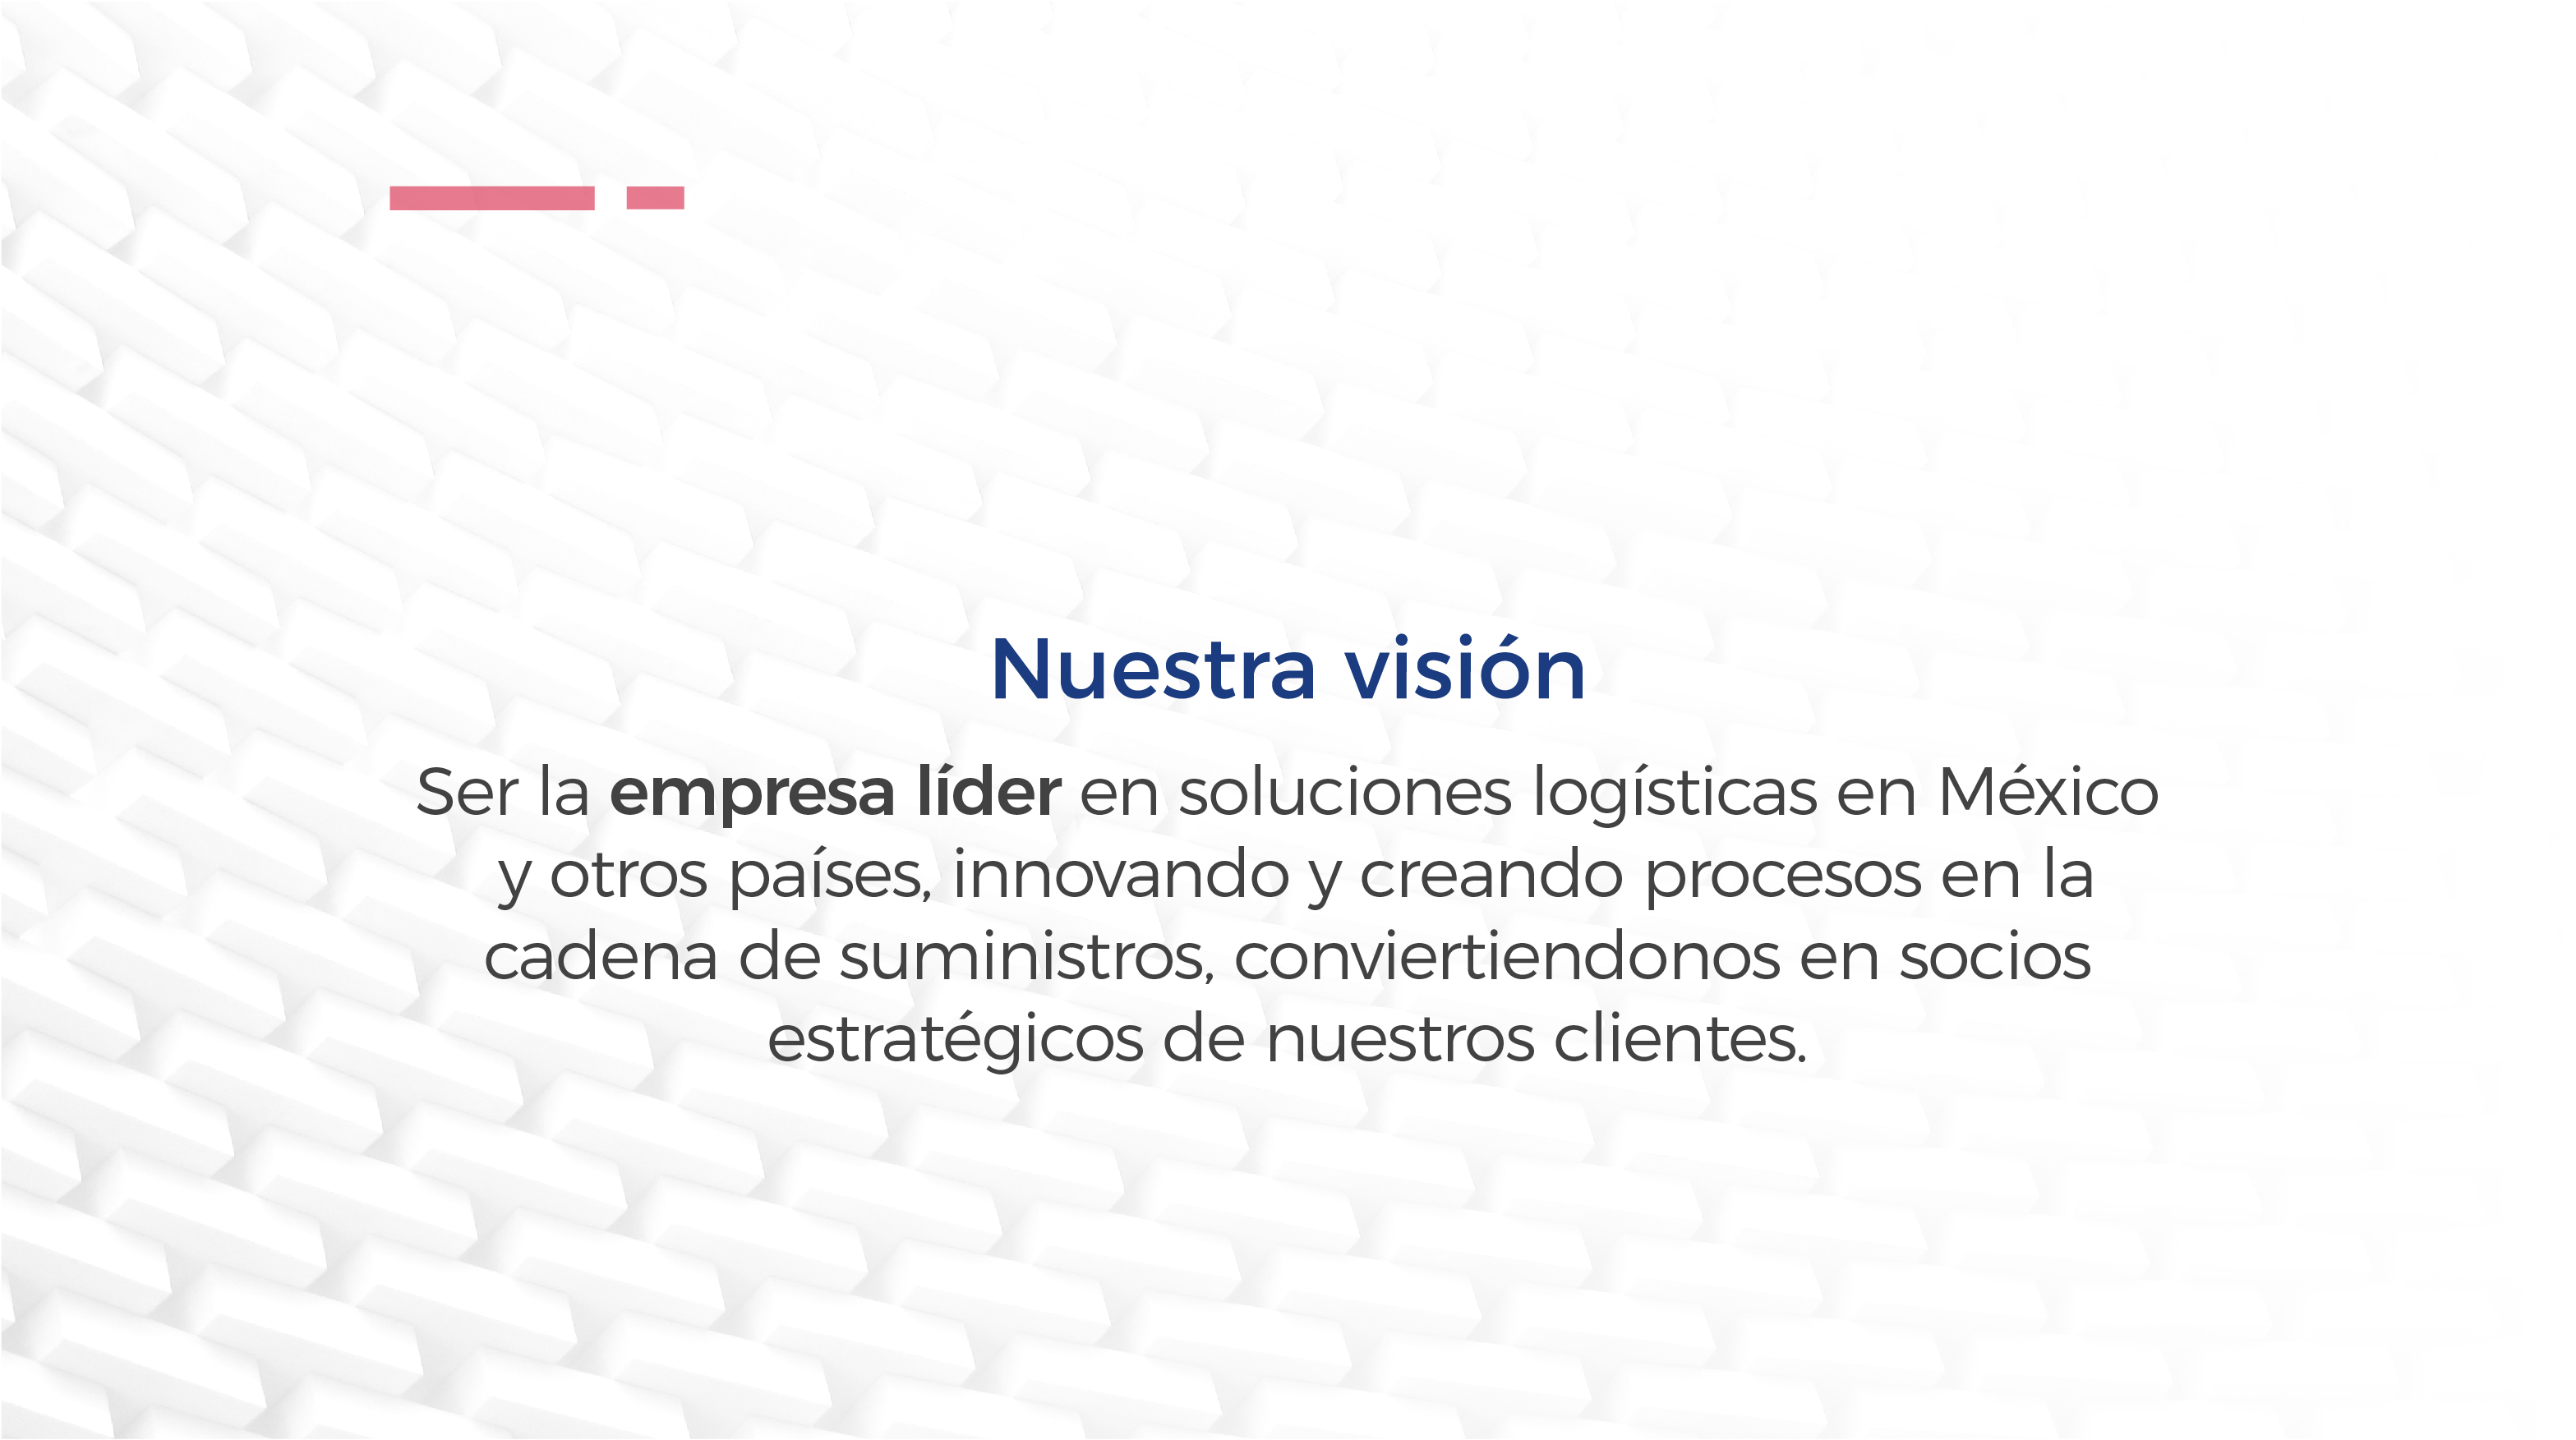 Nuestra visión
Ser la empresa líder en soluciones logísticas en México
y otros países, innovando y creando procesos en la
cadena de suministros, conviertiendonos en socios
estratégicos de nuestros clientes.